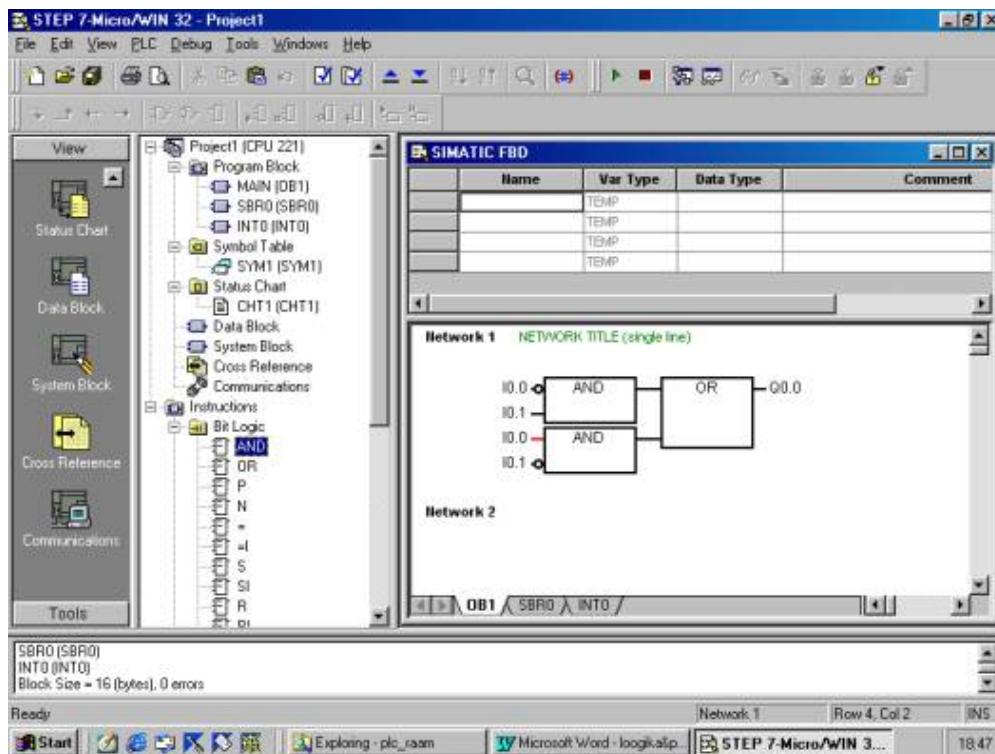 STEP 7-Micro/WIN 32 - Project1
File Edit View PLC Debug Tools Windows Help
View
Status Chart
Data Block
System Block
Cross Reference
Communications
Tools
Project1 (CPU 221)
Program Block
MAIN (OB1)
SBR0 (SBR0)
INT0 (INT0)
Symbol Table
SYM1 (SYM1)
Status Chart
CHT1 (CHT1)
Data Block
System Block
Cross Reference
Communications
Instructions
Bit Logic
AND
OR
P
N
=
=I
S
SI
R
RI
SIMATIC FBD
Name Var Type Data Type Comment
TEMP
TEMP
TEMP
TEMP
Network 1 NETWORK TITLE (single line)
I0.0 AND OR Q0.0
I0.1
I0.0 AND
I0.1
Network 2
OB1 SBR0 INT0
SBR0 (SBR0)
INT0 (INT0)
Block Size = 16 (bytes), 0 errors
Ready Network 1 Row 4, Col 2 INS
Start Exploring - plc_raam Microsoft Word - loogika\p... STEP 7-Micro/WIN 3... 18:47